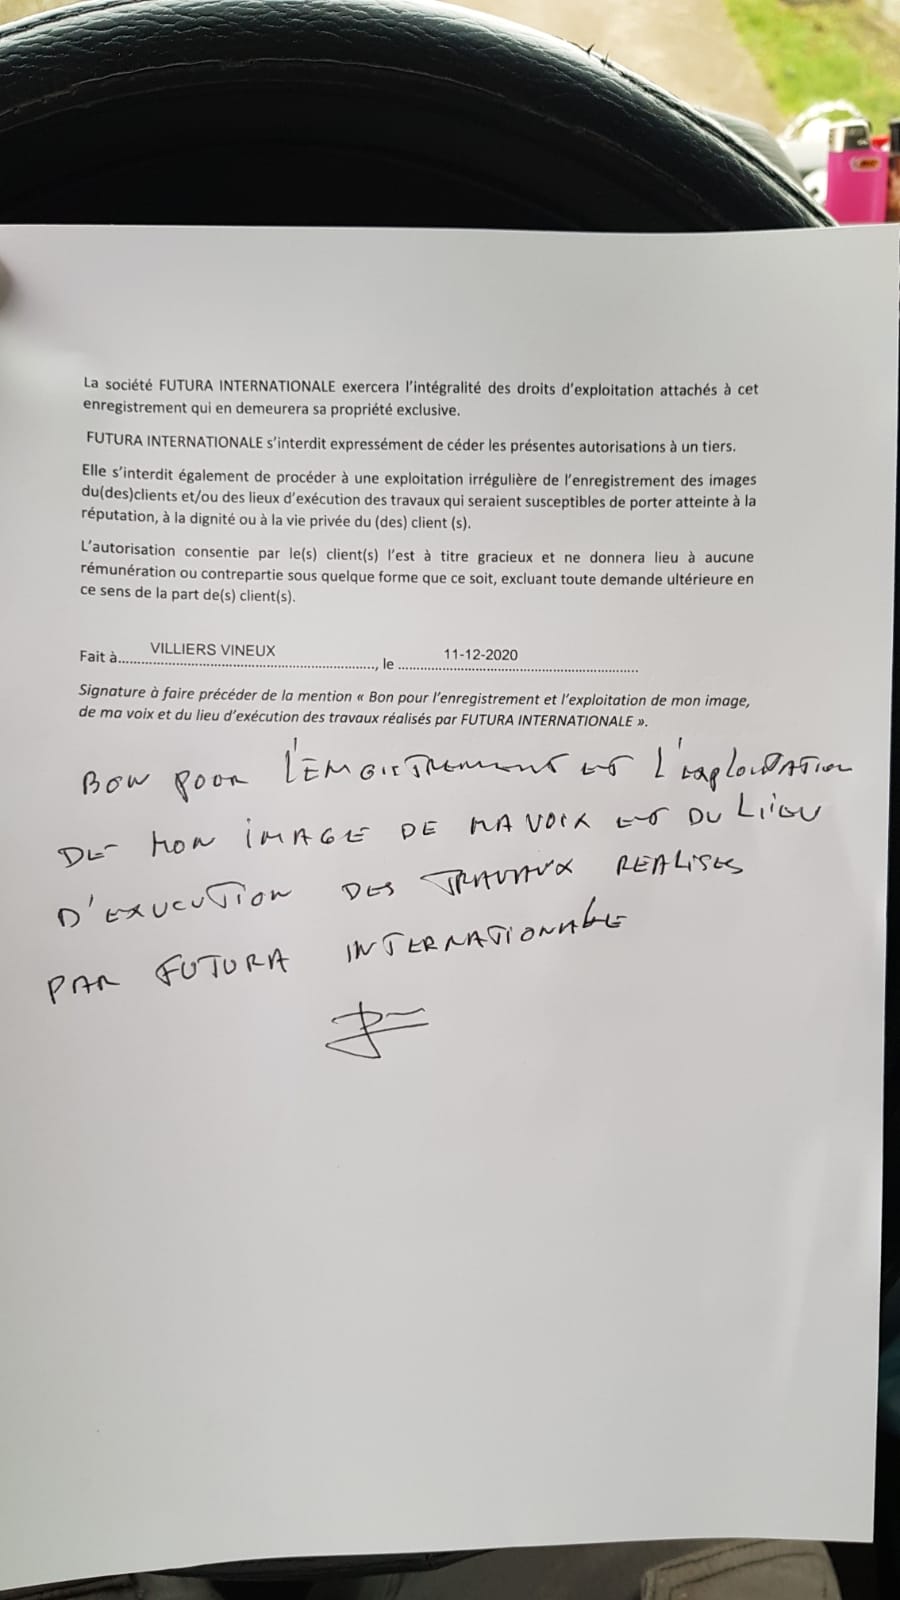 La société FUTURA INTERNATIONALE exercera l'intégralité des droits d'exploitation attachés à cet
enregistrement qui en demeurera sa propriété exclusive.
FUTURA INTERNATIONALE s'interdit expressément de céder les présentes autorisations à un tiers.
Elle s'interdit également de procéder à une exploitation irrégulière de l'enregistrement des images
du(des)clients et/ou des lieux d'exécution des travaux qui seraient susceptibles de porter atteinte à la
réputation, à la dignité ou à la vie privée du (des) client (s).
L'autorisation consentie par le(s) client(s) l'est à titre gracieux et ne donnera lieu à aucune
rémunération ou contrepartie sous quelque forme que ce soit, excluant toute demande ultérieure en
ce sens de la part de(s) client(s).
Fait à VILLIERS VINEUX, le 11-12-2020
Signature à faire précéder de la mention « Bon pour l'enregistrement et l'exploitation de mon image,
de ma voix et du lieu d'exécution des travaux réalisés par FUTURA INTERNATIONALE ».
BON POUR L'ENGISTREMENT ET L'EXPLOITATION
DE MON IMAGE DE MA VOIX ET DU LIEU
D'EXUCUTION DES TRAVAUX REALISES
PAR FUTURA INTERNATIONALE
BIC